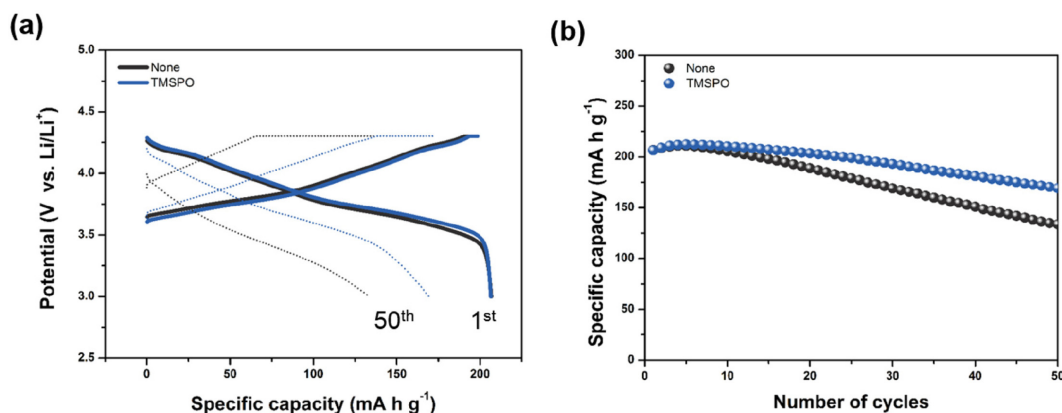 (a)
5.0
4.5
4.0
3.5
3.0
2.5
Potential (V vs. Li/Li⁺)
None
TMSPO
50ᵗʰ
1ˢᵗ
0
50
100
150
200
Specific capacity (mA h g⁻¹)
(b)
300
250
200
150
100
50
0
Specific capacity (mA h g⁻¹)
None
TMSPO
0
10
20
30
40
50
Number of cycles